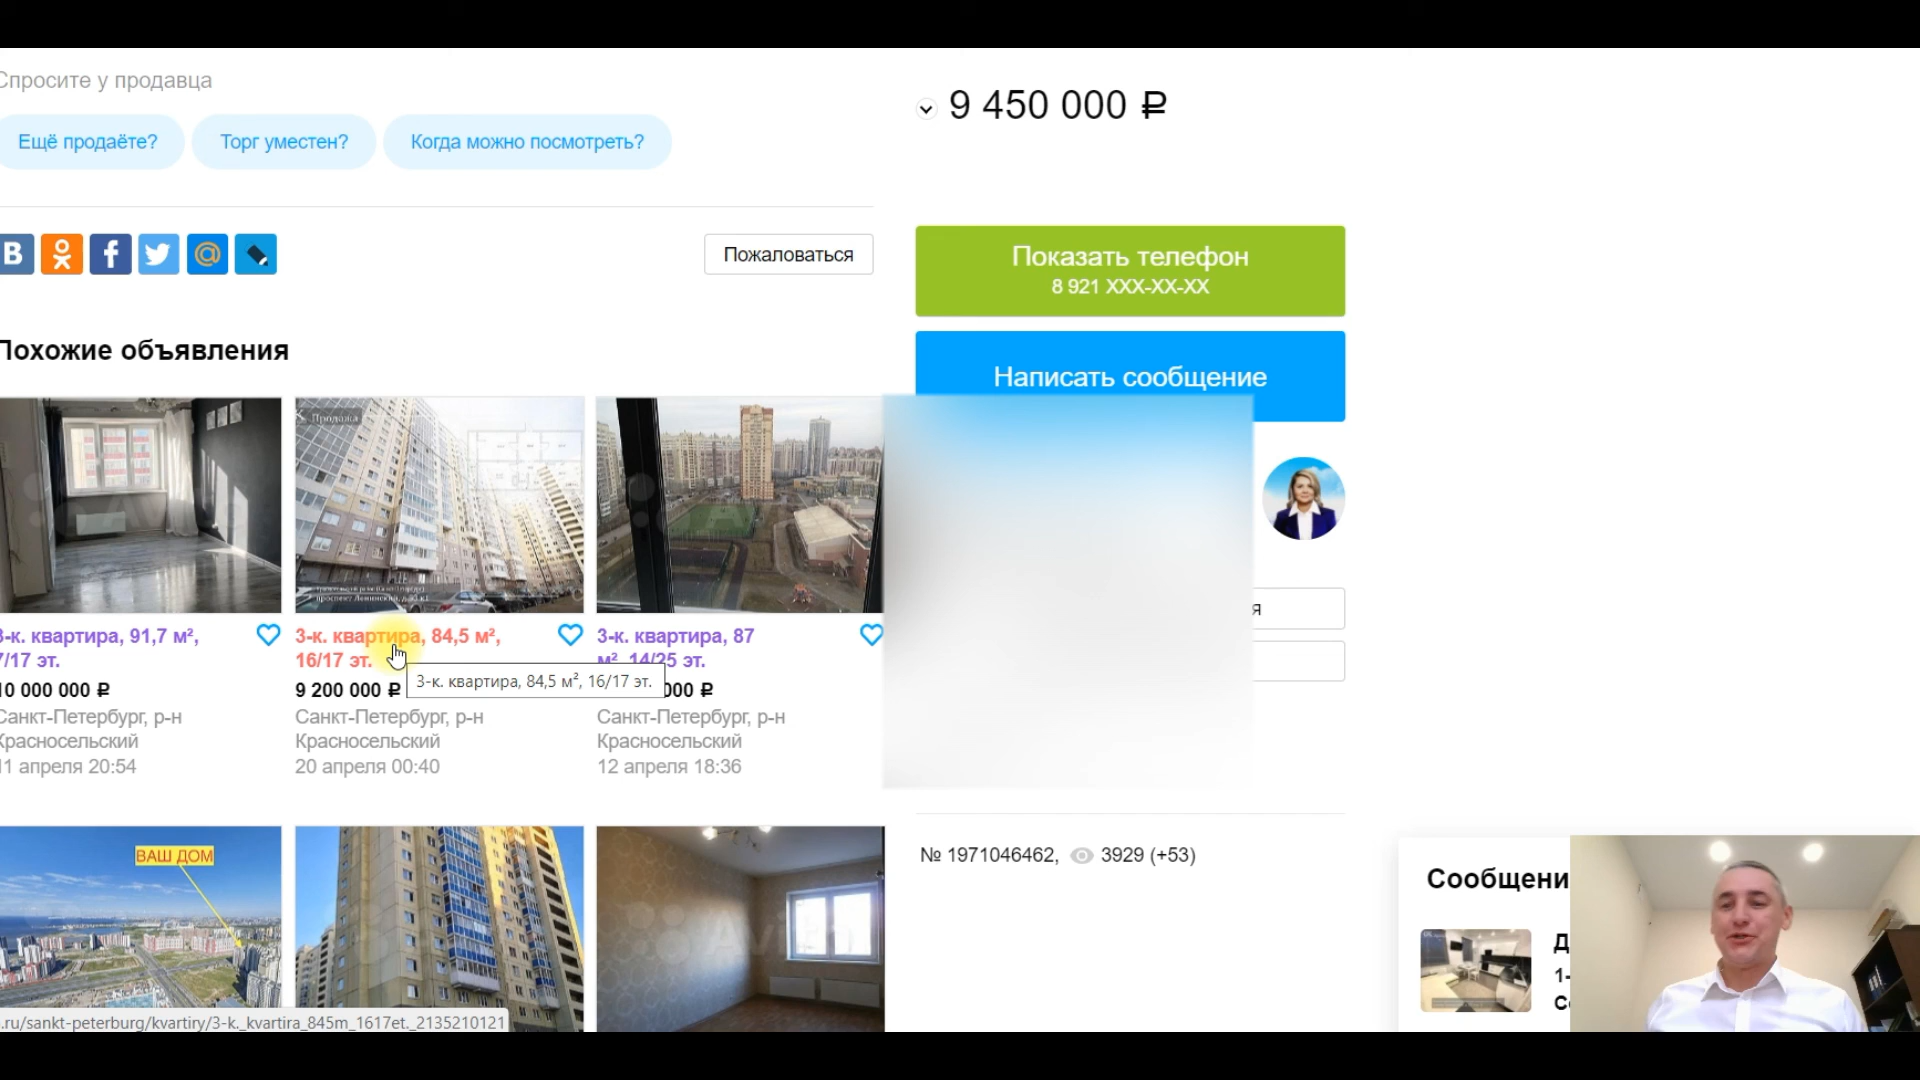 Спросите у продавца
9 450 000 ₽
Ещё продаёте?
Торг уместен?
Когда можно посмотреть?
Показать телефон
8 921 XXX-XX-XX
Пожаловаться
Похожие объявления
Написать сообщение
Продажа
3-к. квартира, 91,7 м²,
7/17 эт.
10 000 000 ₽
Санкт-Петербург, р-н
Красносельский
11 апреля 20:54
3-к. квартира, 84,5 м²,
16/17 эт.
9 200 000 ₽
Санкт-Петербург, р-н
Красносельский
20 апреля 00:40
3-к. квартира, 84,5 м², 16/17 эт.
3-к. квартира, 87
м², 14/25 эт.
000 ₽
Санкт-Петербург, р-н
Красносельский
12 апреля 18:36
я
№ 1971046462, 3929 (+53)
ВАШ ДОМ
Avito
Сообщени
Д
1-
Со
.ru/sankt-peterburg/kvartiry/3-k._kvartira_845m_1617et._2135210121